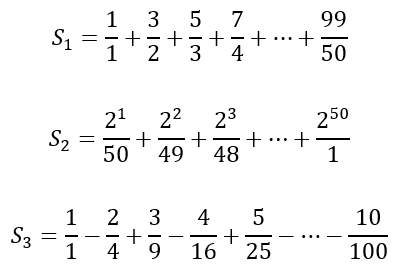 S₁ = 1/1 + 3/2 + 5/3 + 7/4 + ⋯ + 99/50
S₂ = 2¹/50 + 2²/49 + 2³/48 + ⋯ + 2⁵⁰/1
S₃ = 1/1 − 2/4 + 3/9 − 4/16 + 5/25 − ⋯ − 10/100